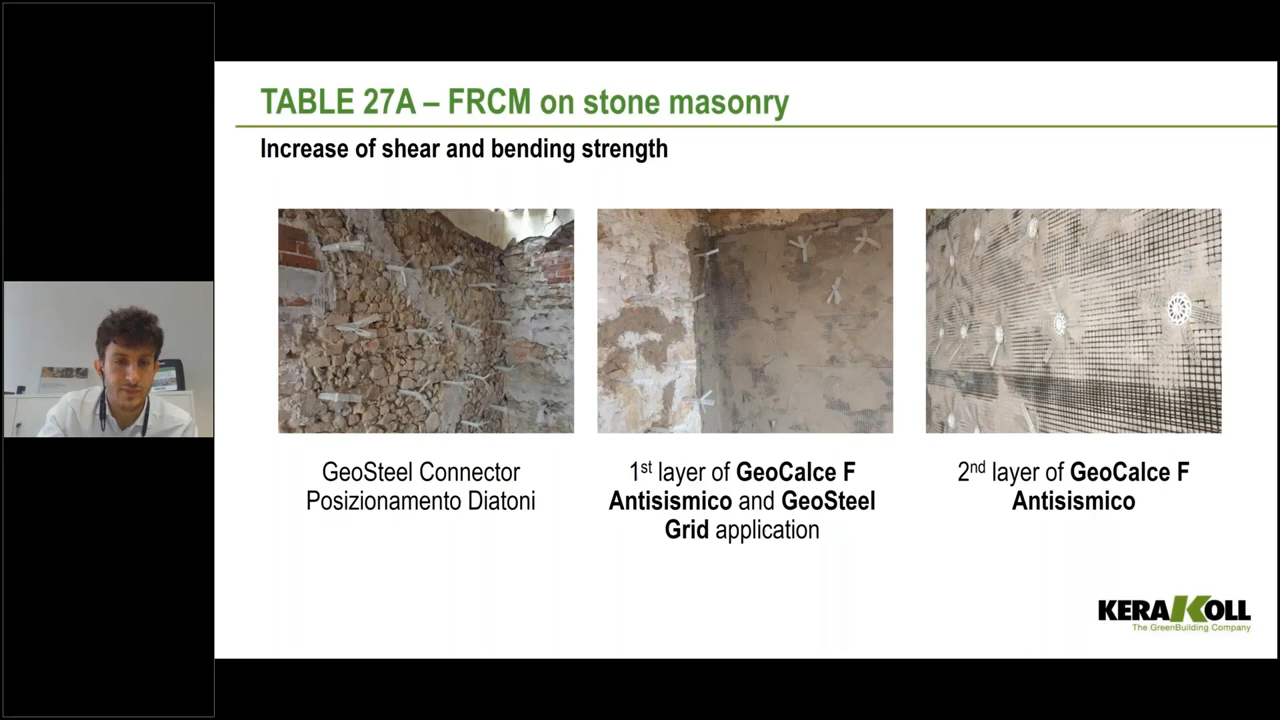 TABLE 27A – FRCM on stone masonry
Increase of shear and bending strength
GeoSteel Connector
Posizionamento Diatoni
1st layer of GeoCalce F
Antisismico and GeoSteel
Grid application
2nd layer of GeoCalce F
Antisismico
KERAKOLL
The GreenBuilding Company